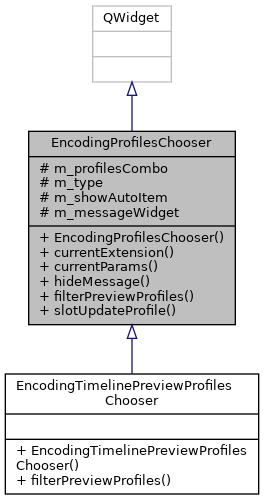 QWidget
EncodingProfilesChooser
# m_profilesCombo
# m_type
# m_showAutoItem
# m_messageWidget
+ EncodingProfilesChooser()
+ currentExtension()
+ currentParams()
+ hideMessage()
+ filterPreviewProfiles()
+ slotUpdateProfile()
EncodingTimelinePreviewProfiles
Chooser
+ EncodingTimelinePreviewProfiles
Chooser()
+ filterPreviewProfiles()